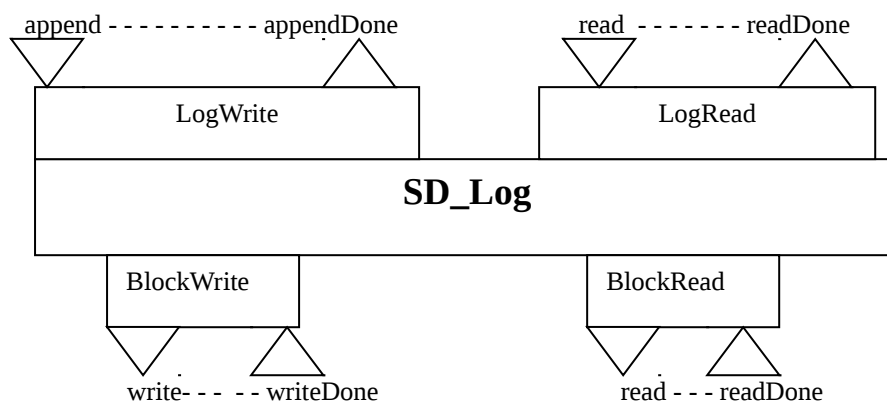 append - - - - - - - - - - appendDone read - - - - - - - readDone
LogWrite LogRead
SD_Log
BlockWrite BlockRead
write- - - - - writeDone read - - - readDone